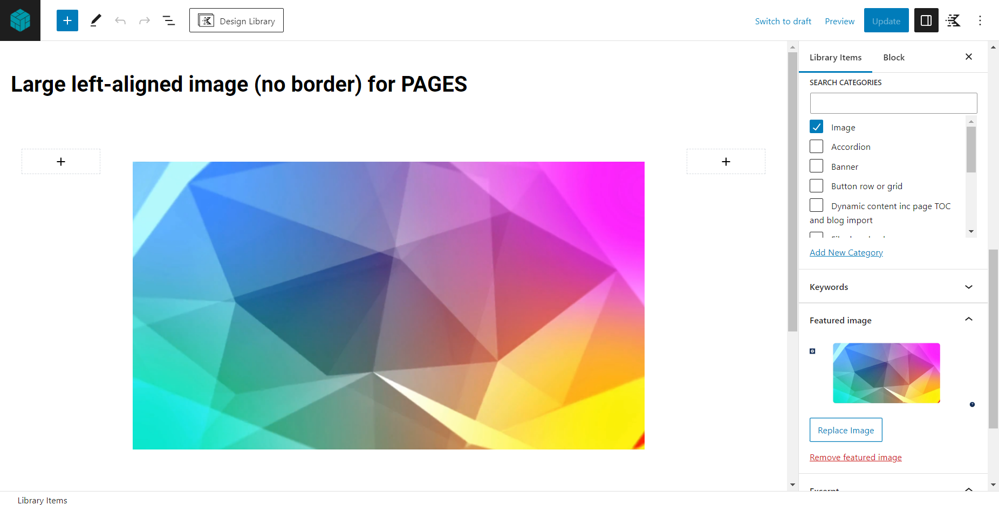 Design Library
Switch to draft
Preview
Update
Library Items
Block
Large left-aligned image (no border) for PAGES
SEARCH CATEGORIES
Image
Accordion
Banner
Button row or grid
Dynamic content inc page TOC
and blog import
Add New Category
Keywords
Featured image
Replace Image
Remove featured image
Excerpt
Library Items